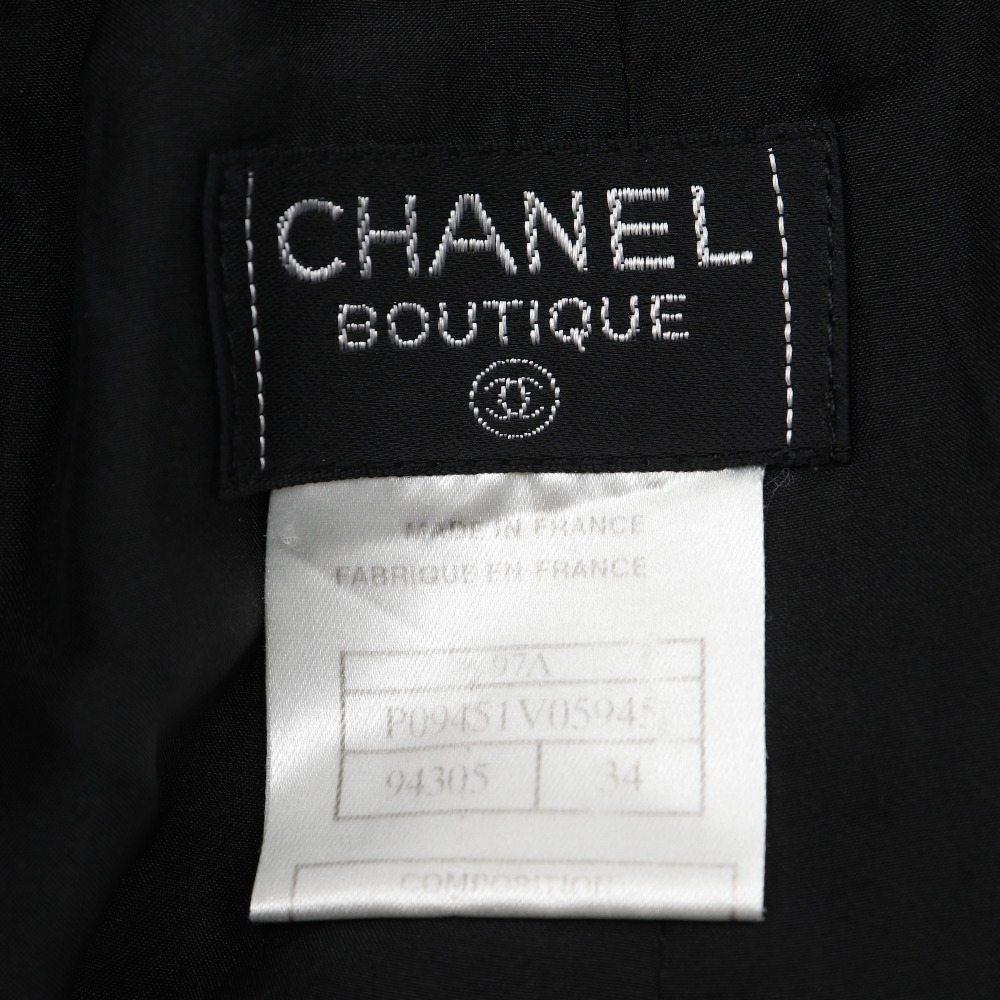 CHANEL
BOUTIQUE
MADE IN FRANCE
FABRIQUE EN FRANCE
97A
P09451V05945
94305 34
COMPOSITION